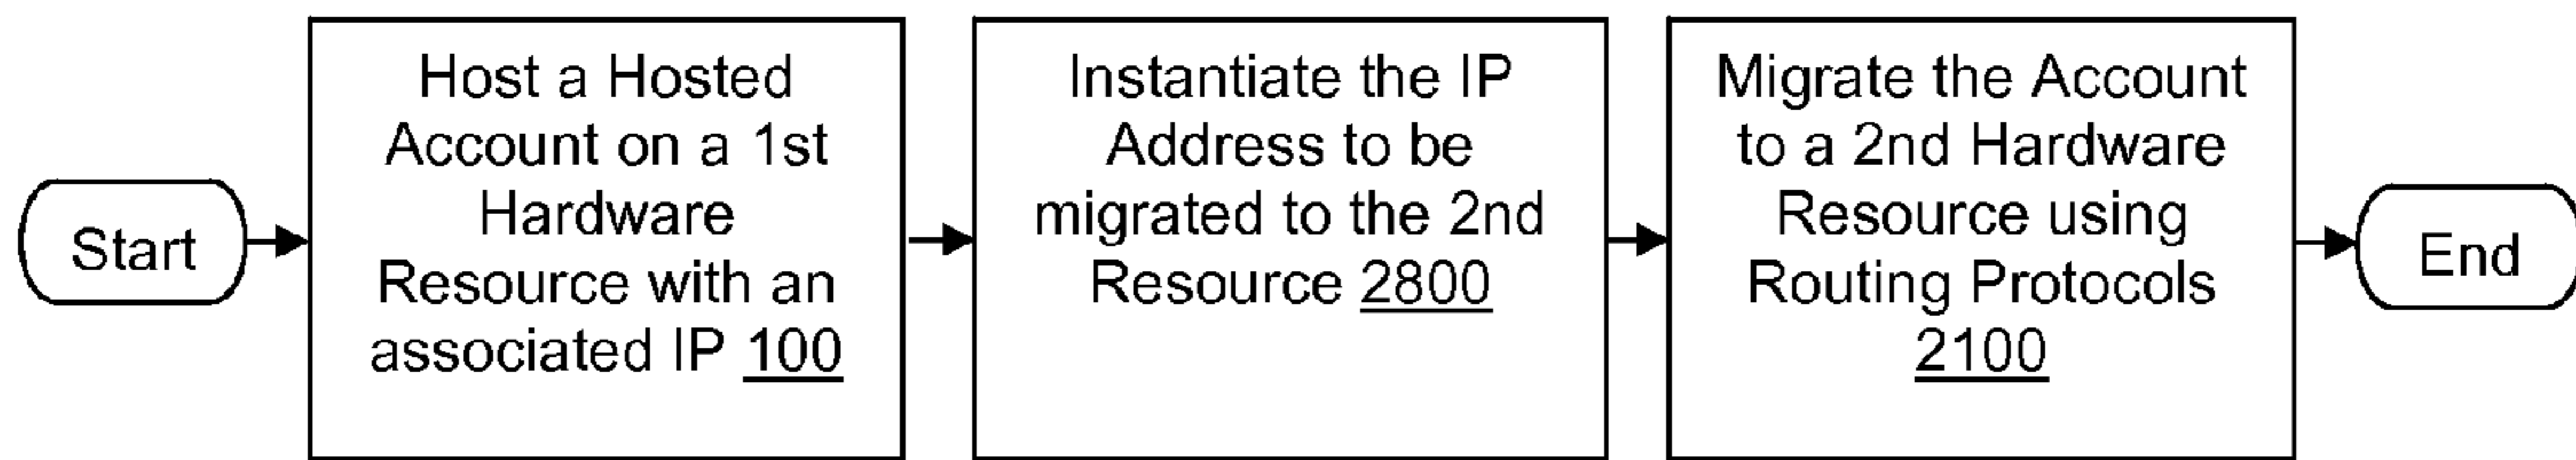 Start
Host a Hosted
Account on a 1st
Hardware
Resource with an
associated IP 100
Instantiate the IP
Address to be
migrated to the 2nd
Resource 2800
Migrate the Account
to a 2nd Hardware
Resource using
Routing Protocols
2100
End